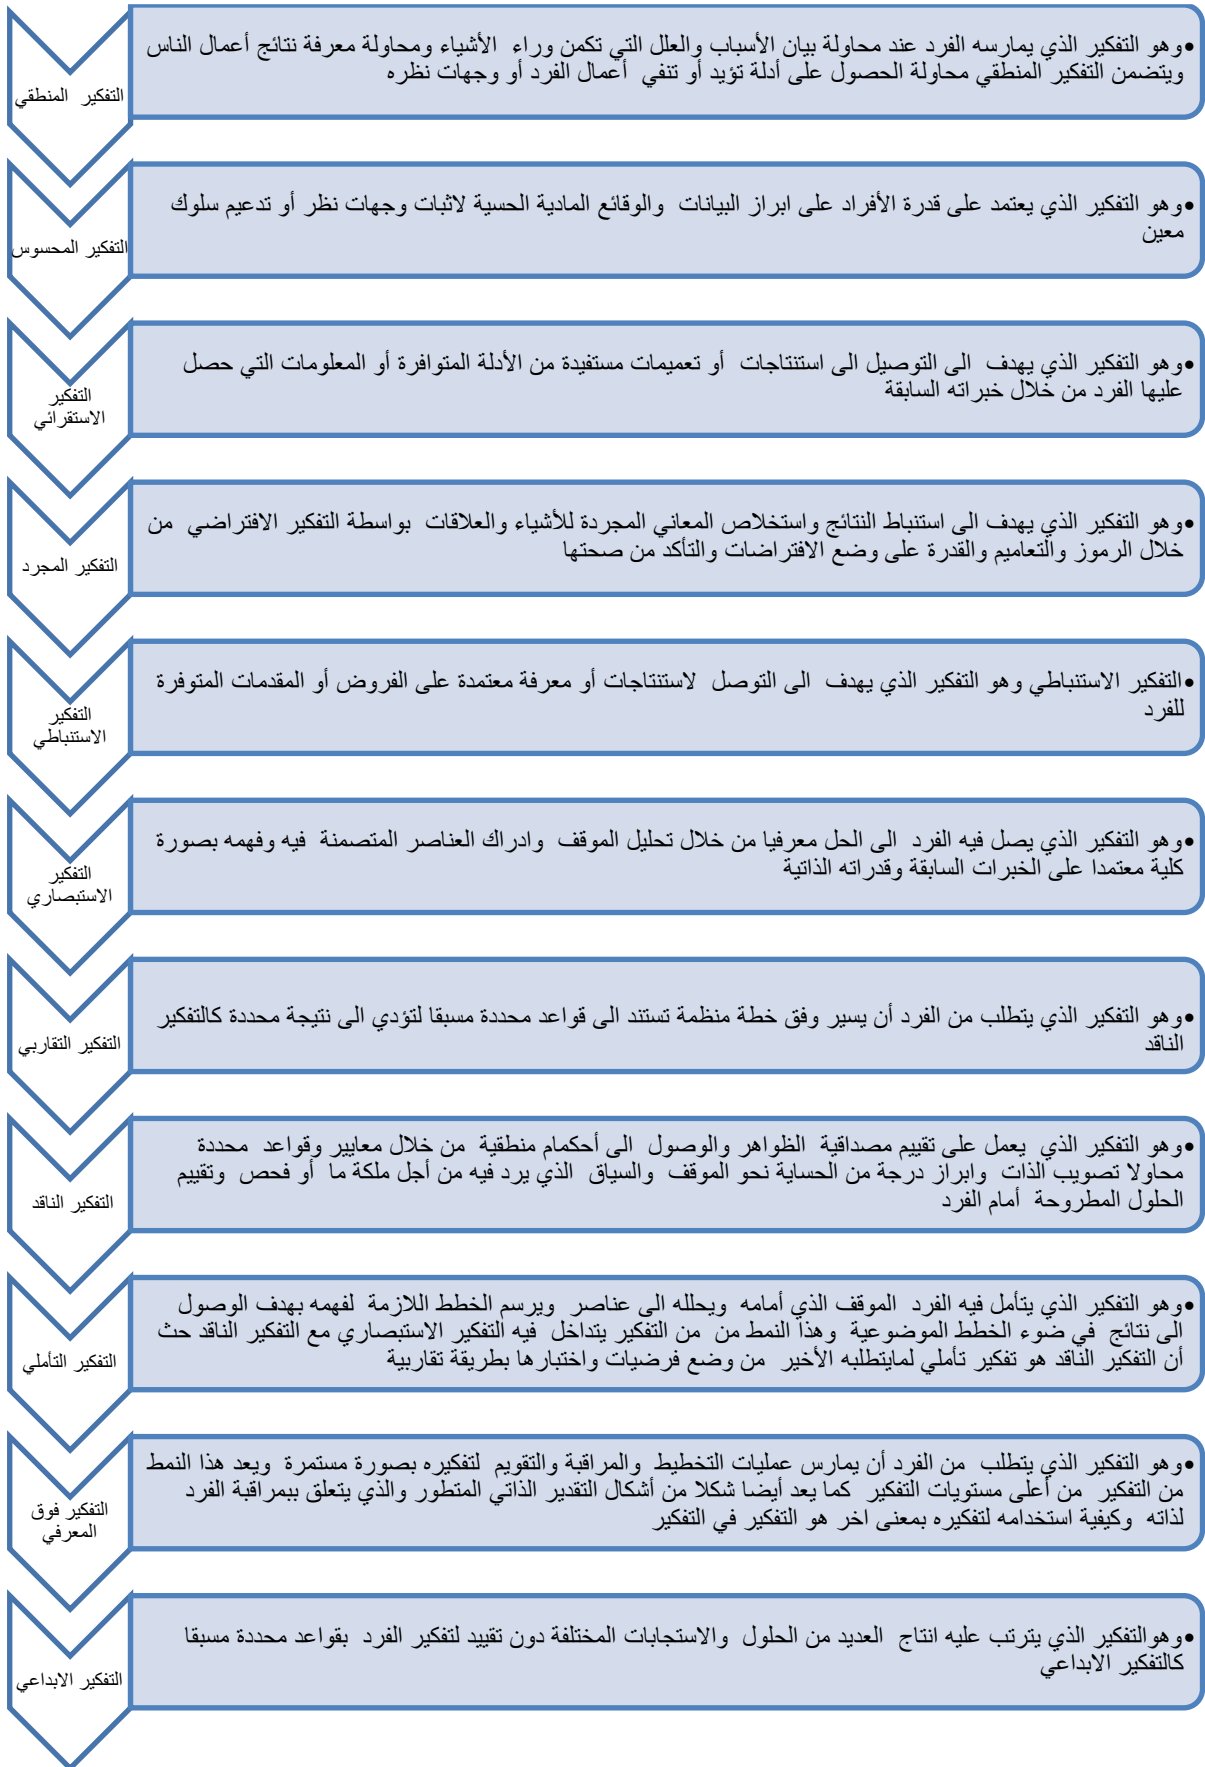 التفكير المنطقي
•وهو التفكير الذي يمارسه الفرد عند محاولة بيان الأسباب والعلل التي تكمن وراء الأشياء ومحاولة معرفة نتائج أعمال الناس
ويتضمن التفكير المنطقي محاولة الحصول على أدلة تؤيد أو تنفي أعمال الفرد أو وجهات نظره
التفكير المحسوس
•وهو التفكير الذي يعتمد على قدرة الأفراد على ابراز البيانات والوقائع المادية الحسية لاثبات وجهات نظر أو تدعيم سلوك
معين
التفكير
الاستقرائي
•وهو التفكير الذي يهدف الى التوصيل الى استنتاجات أو تعميمات مستفيدة من الأدلة المتوافرة أو المعلومات التي حصل
عليها الفرد من خلال خبراته السابقة
التفكير المجرد
•وهو التفكير الذي يهدف الى استنباط النتائج واستخلاص المعاني المجردة للأشياء والعلاقات بواسطة التفكير الافتراضي من
خلال الرموز والتعاميم والقدرة على وضع الافتراضات والتأكد من صحتها
التفكير
الاستنباطي
•التفكير الاستنباطي وهو التفكير الذي يهدف الى التوصل لاستنتاجات أو معرفة معتمدة على الفروض أو المقدمات المتوفرة
للفرد
التفكير
الاستبصاري
•وهو التفكير الذي يصل فيه الفرد الى الحل معرفيا من خلال تحليل الموقف وادراك العناصر المتصمنة فيه وفهمه بصورة
كلية معتمدا على الخبرات السابقة وقدراته الذاتية
التفكير التقاربي
•وهو التفكير الذي يتطلب من الفرد أن يسير وفق خطة منظمة تستند الى قواعد محددة مسبقا لتؤدي الى نتيجة محددة كالتفكير
الناقد
التفكير الناقد
•وهو التفكير الذي يعمل على تقييم مصداقية الظواهر والوصول الى أحكمام منطقية من خلال معايير وقواعد محددة
محاولا تصويب الذات وابراز درجة من الحساية نحو الموقف والسياق الذي يرد فيه من أجل ملكة ما أو فحص وتقييم
الحلول المطروحة أمام الفرد
التفكير التأملي
•وهو التفكير الذي يتأمل فيه الفرد الموقف الذي أمامه ويحلله الى عناصر ويرسم الخطط اللازمة لفهمه بهدف الوصول
الى نتائج في ضوء الخطط الموضوعية وهذا النمط من من التفكير يتداخل فيه التفكير الاستبصاري مع التفكير الناقد حث
أن التفكير الناقد هو تفكير تأملي لمايتطلبه الأخير من وضع فرضيات واختبارها بطريقة تقاربية
التفكير فوق
المعرفي
•وهو التفكير الذي يتطلب من الفرد أن يمارس عمليات التخطيط والمراقبة والتقويم لتفكيره بصورة مستمرة ويعد هذا النمط
من التفكير من أعلى مستويات التفكير كما يعد أيضا شكلا من أشكال التقدير الذاتي المتطور والذي يتعلق ببمراقبة الفرد
لذاته وكيفية استخدامه لتفكيره بمعنى اخر هو التفكير في التفكير
التفكير الابداعي
•وهوالتفكير الذي يترتب عليه انتاج العديد من الحلول والاستجابات المختلفة دون تقييد لتفكير الفرد بقواعد محددة مسبقا
كالتفكير الابداعي